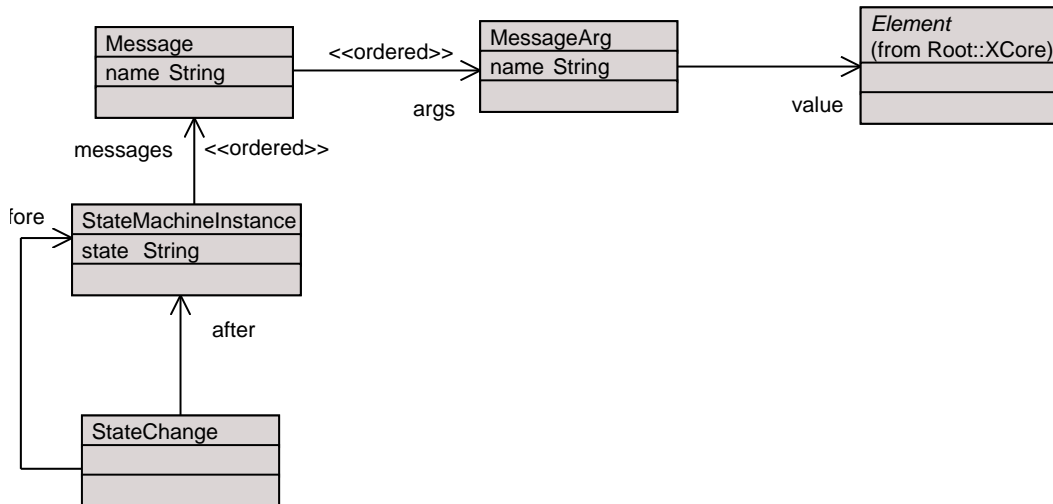 Element
(from Root::XCore)
Message
name String
<<ordered>>
MessageArg
name String
args
value
messages
<<ordered>>
fore
StateMachineInstance
state String
after
StateChange